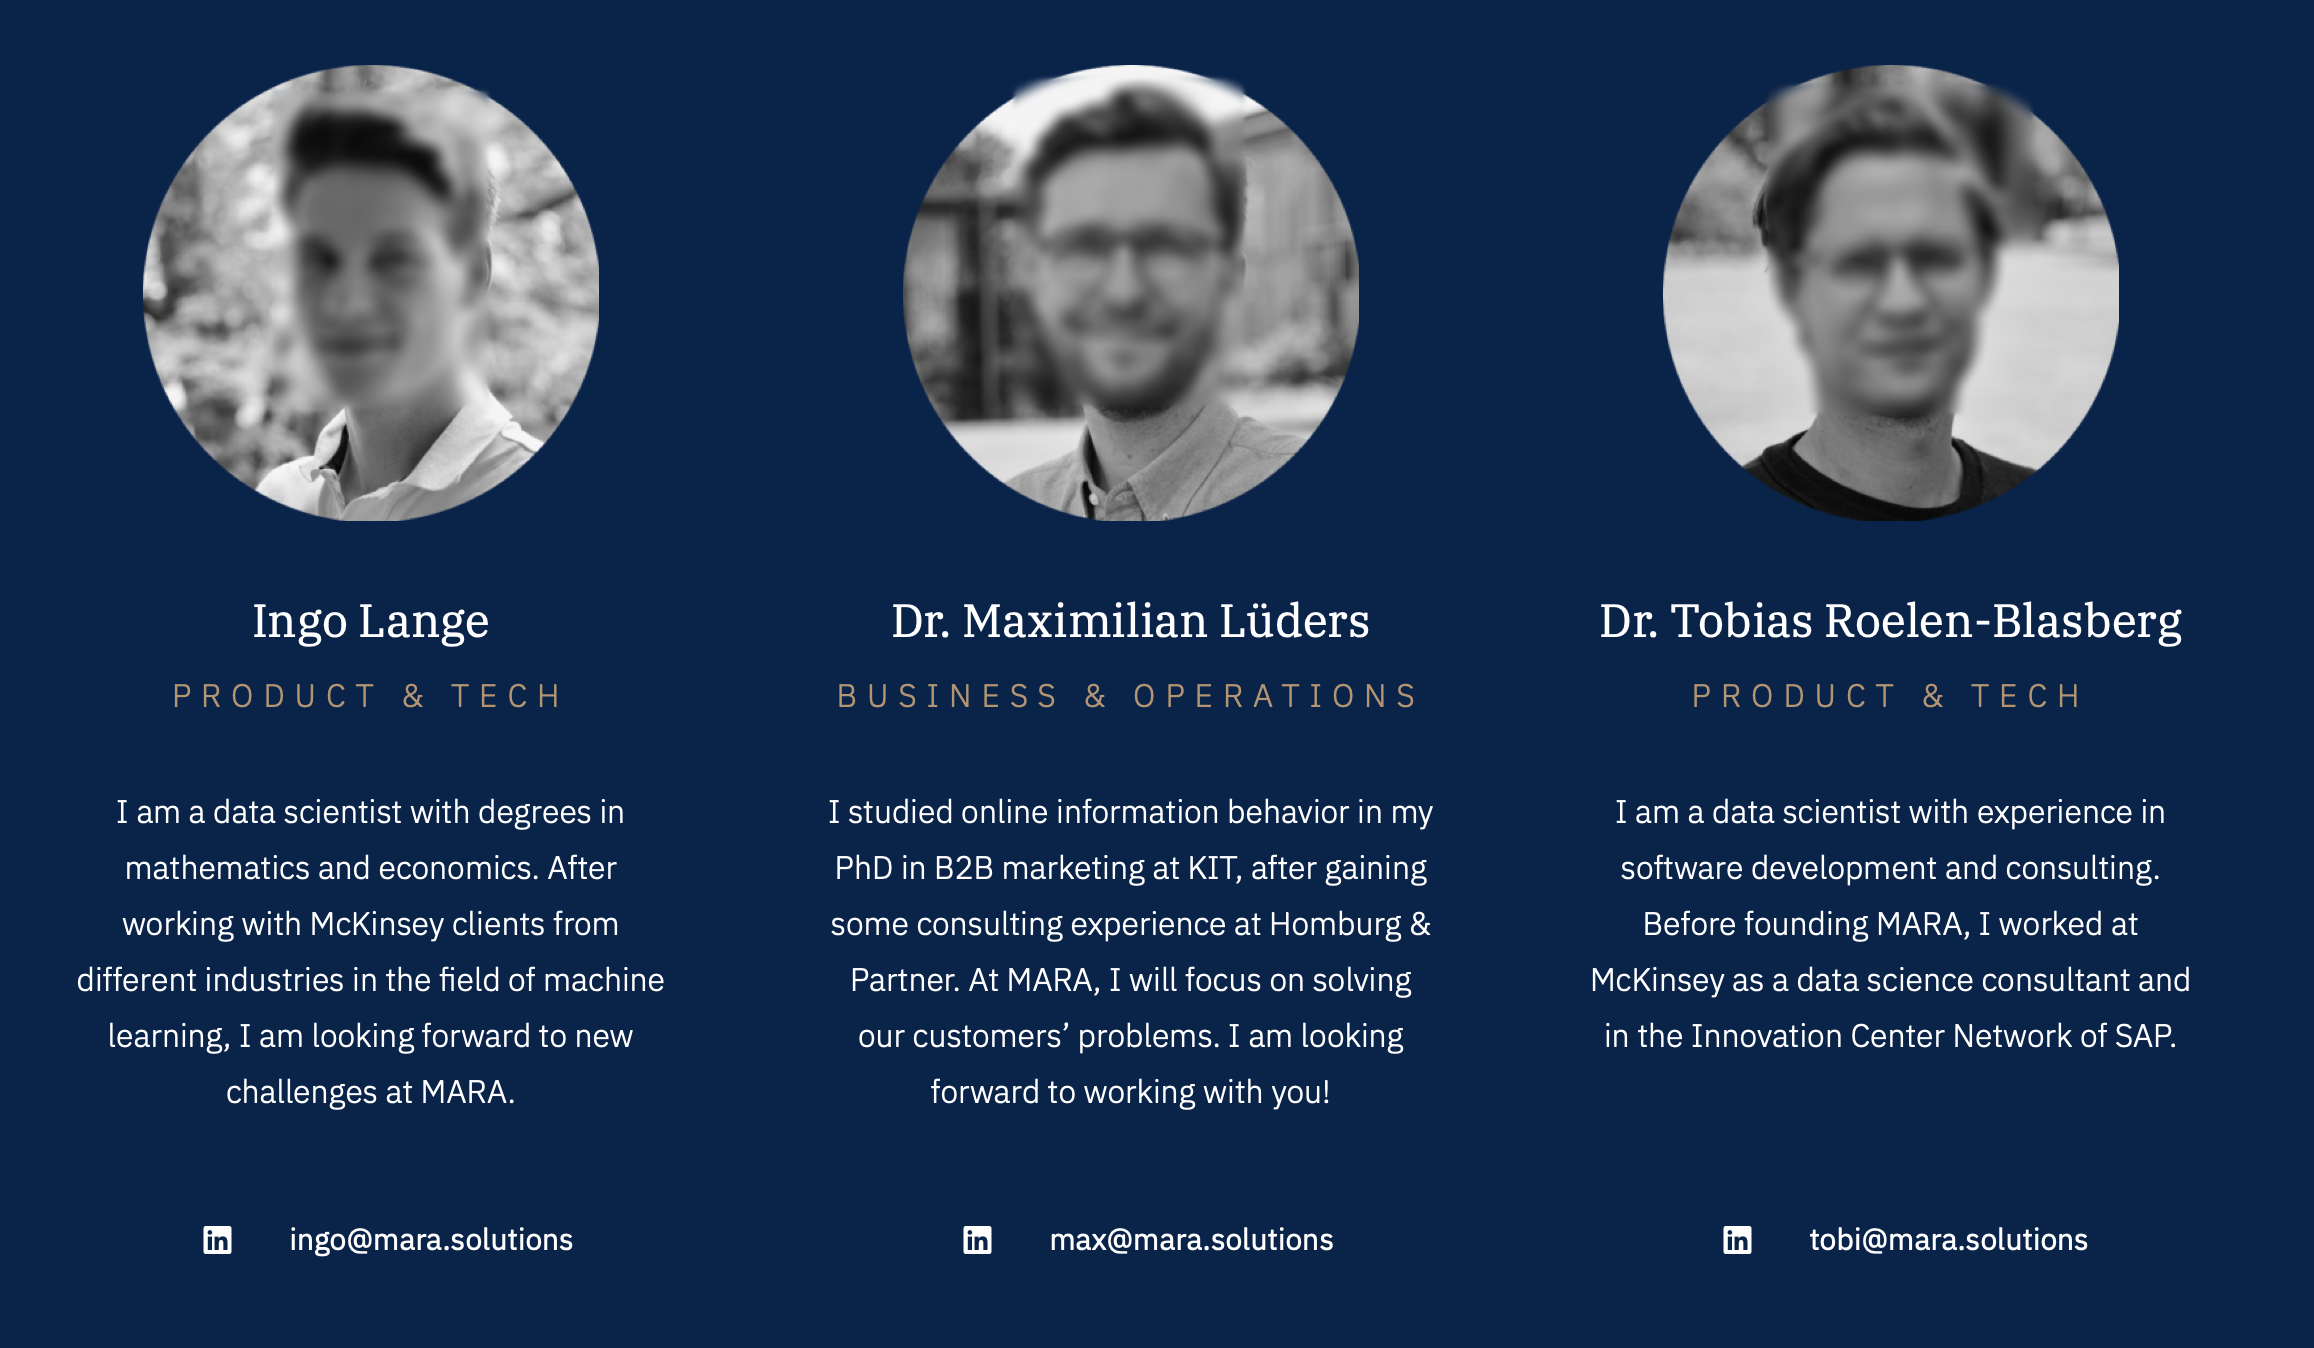 Ingo Lange
PRODUCT & TECH
I am a data scientist with degrees in
mathematics and economics. After
working with McKinsey clients from
different industries in the field of machine
learning, I am looking forward to new
challenges at MARA.
in
ingo@mara.solutions
Dr. Maximilian Lüders
BUSINESS & OPERATIONS
I studied online information behavior in my
PhD in B2B marketing at KIT, after gaining
some consulting experience at Homburg &
Partner. At MARA, I will focus on solving
our customers’ problems. I am looking
forward to working with you!
in
max@mara.solutions
Dr. Tobias Roelen-Blasberg
PRODUCT & TECH
I am a data scientist with experience in
software development and consulting.
Before founding MARA, I worked at
McKinsey as a data science consultant and
in the Innovation Center Network of SAP.
in
tobi@mara.solutions